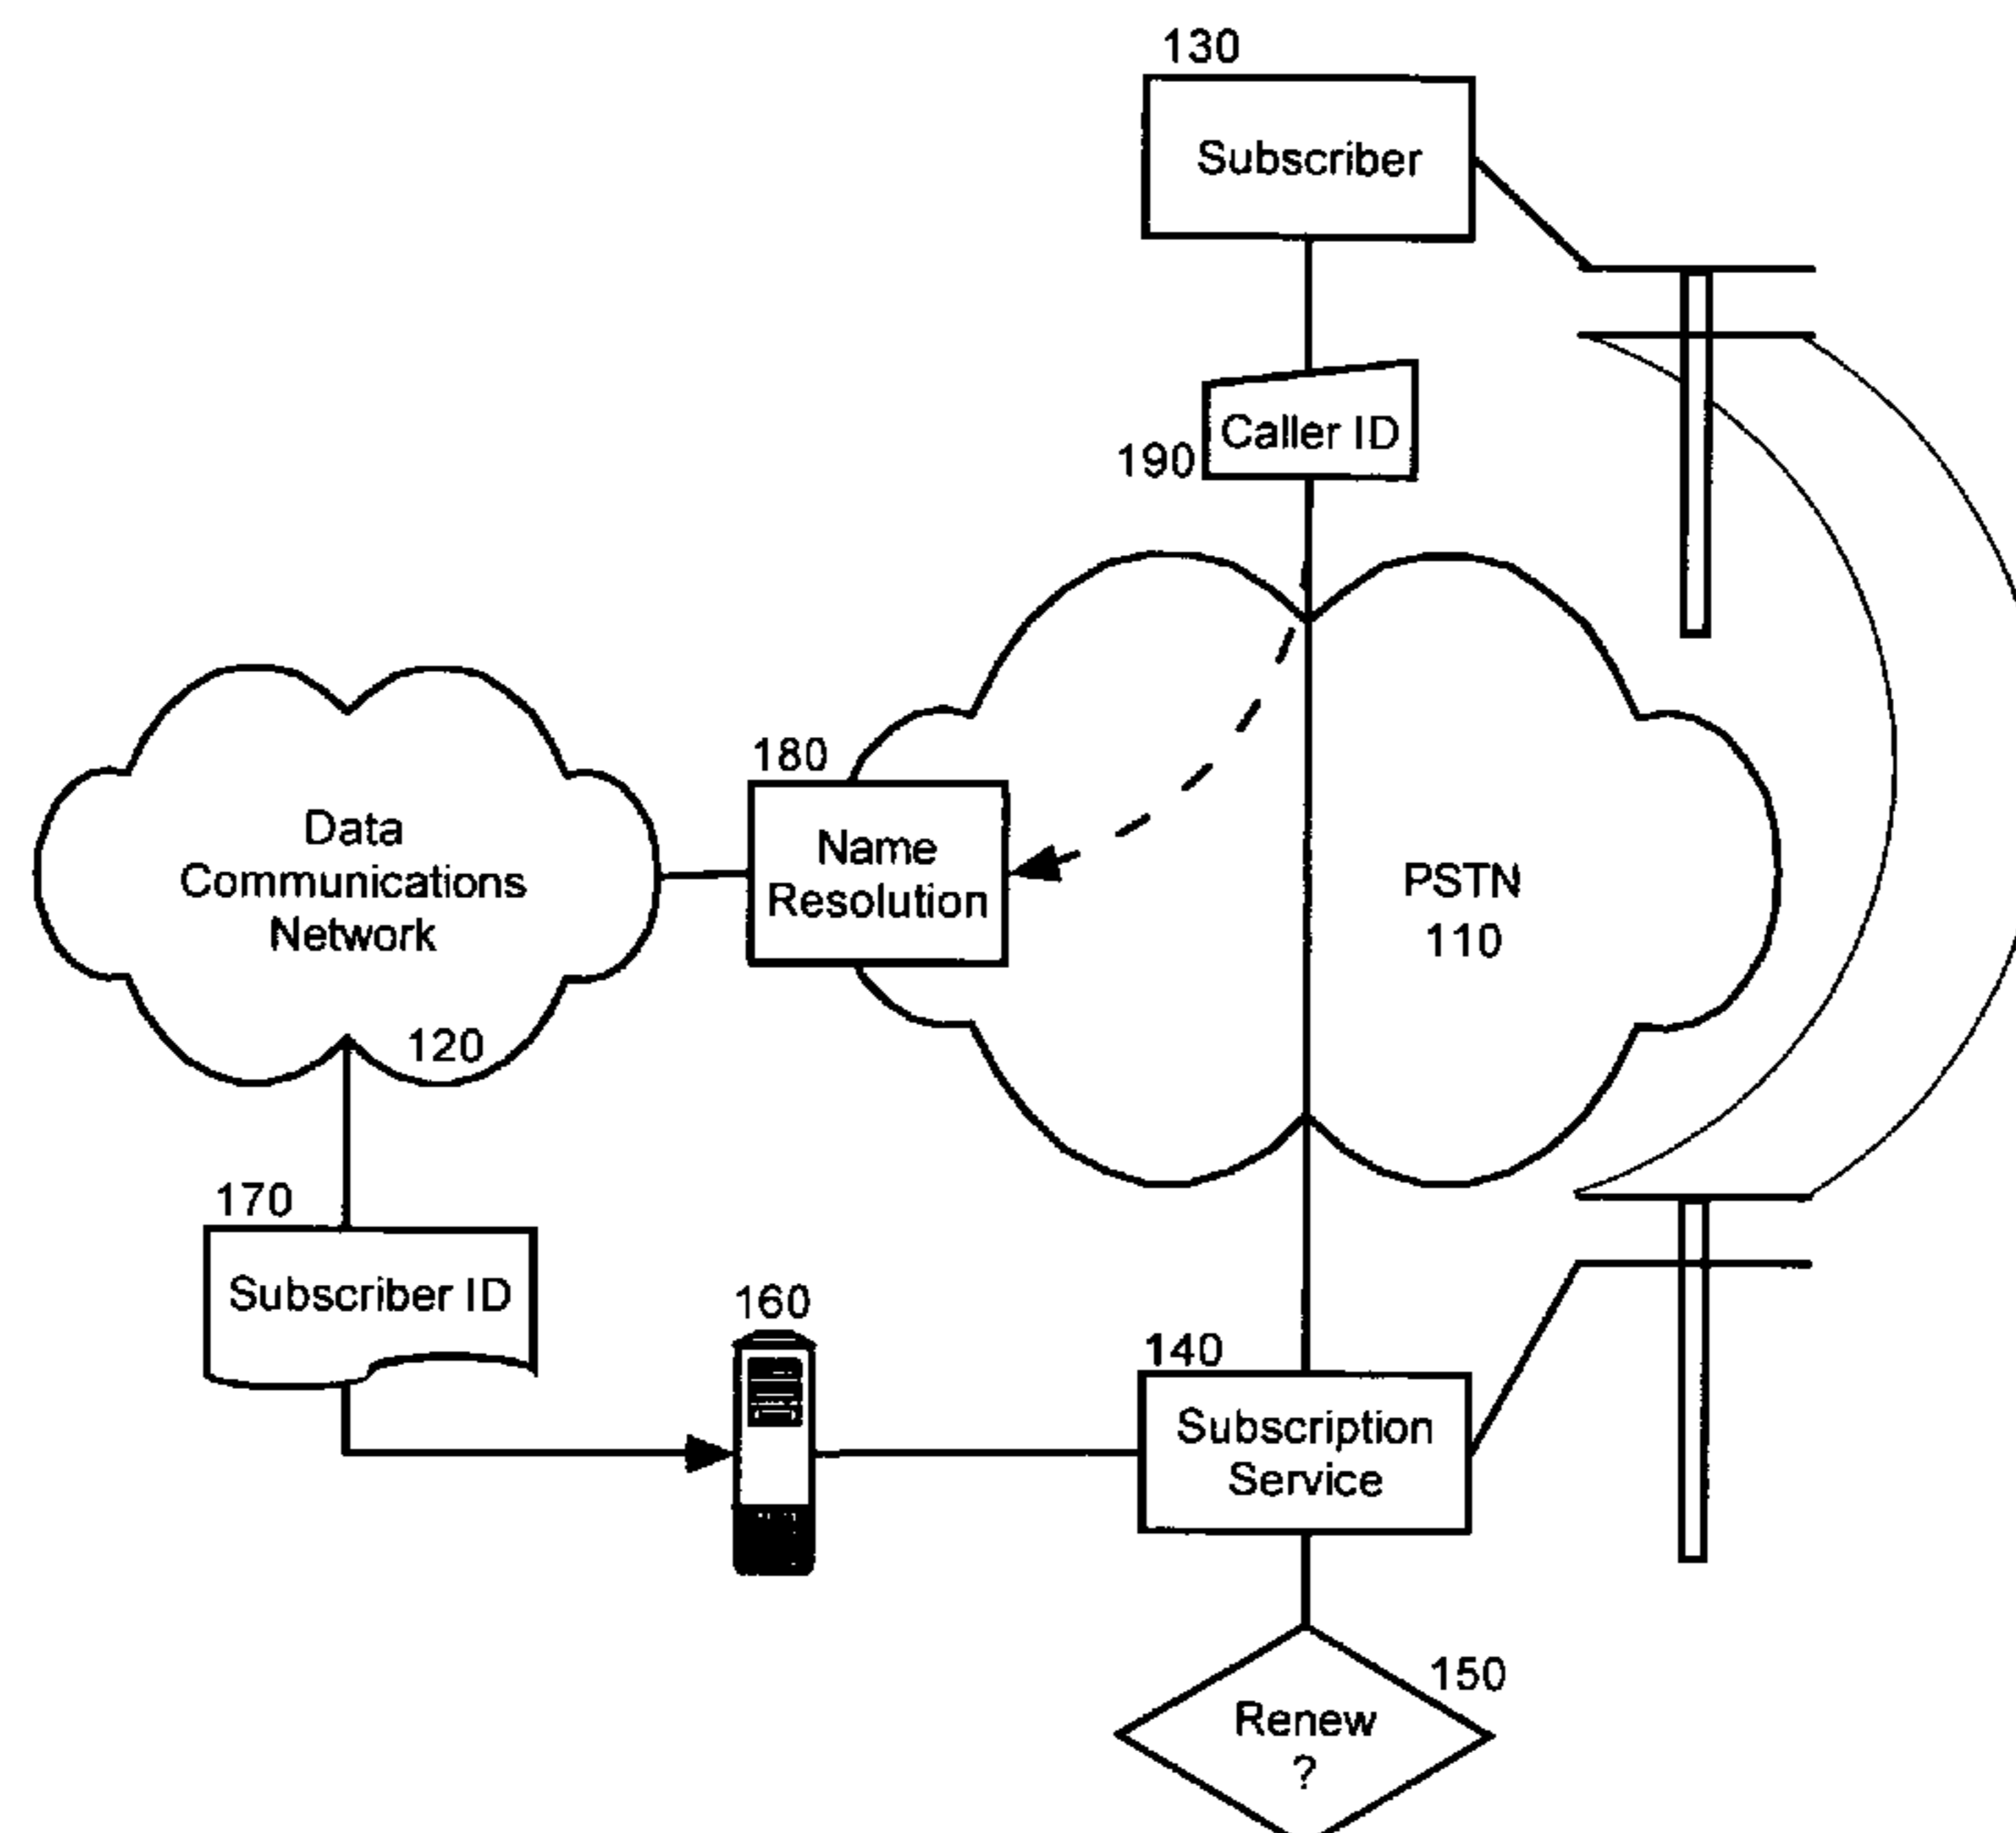 130
Subscriber
Caller ID
190
180
Data
Communications
Network
Name
Resolution
PSTN
110
120
170
Subscriber ID
160
140
Subscription
Service
150
Renew
?